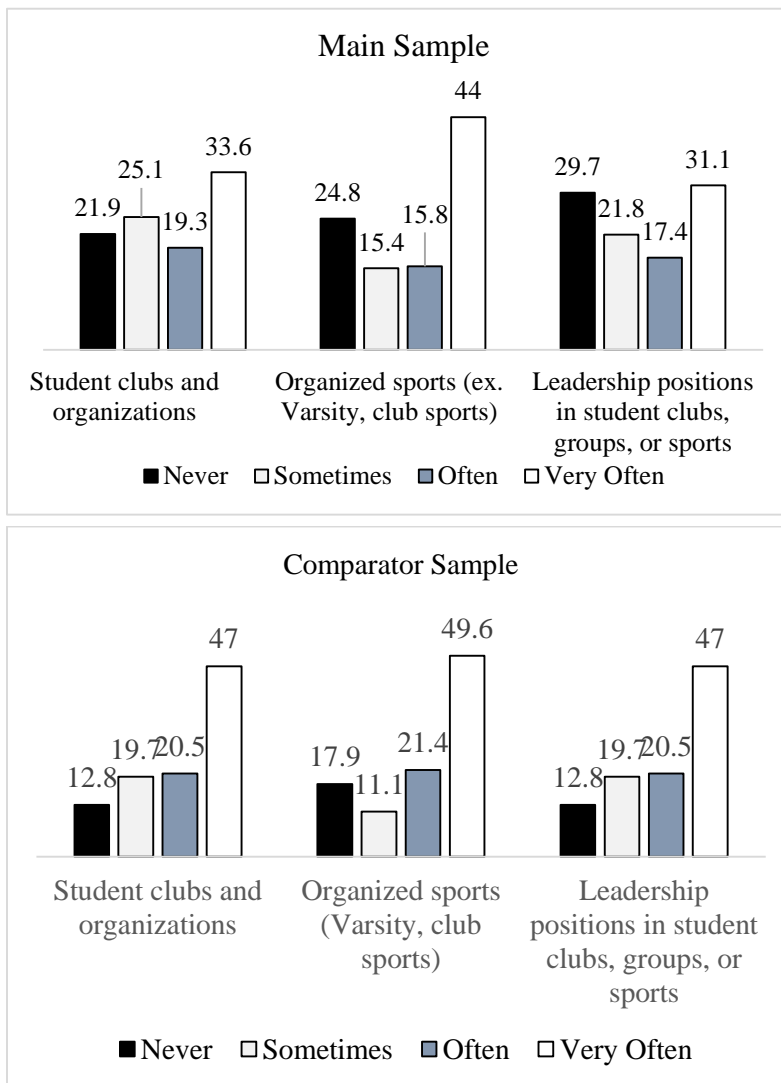 Main Sample
44
33.6
25.1
21.9
19.3
24.8
15.4
15.8
29.7
21.8
17.4
31.1
Student clubs and
organizations
Organized sports (ex.
Varsity, club sports)
Leadership positions
in student clubs,
groups, or sports
Never Sometimes Often Very Often
Comparator Sample
12.8
19.7
20.5
47
17.9
11.1
21.4
49.6
12.8
19.7
20.5
47
Student clubs and
organizations
Organized sports
(Varsity, club
sports)
Leadership
positions in student
clubs, groups, or
sports
Never Sometimes Often Very Often